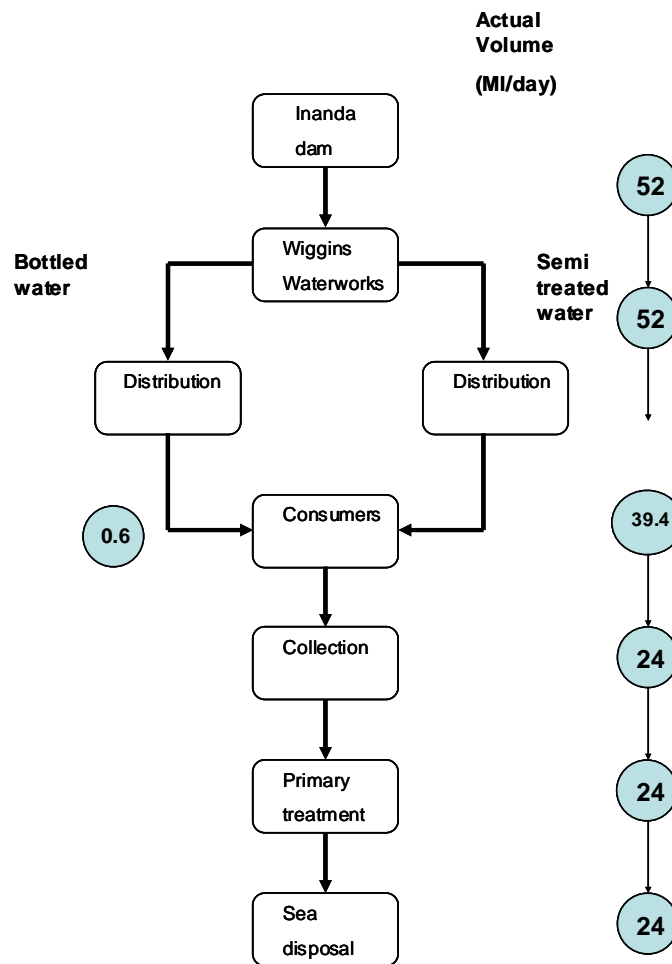 Actual
Volume
(Ml/day)
Inanda
dam
52
Bottled
water
Wiggins
Waterworks
Semi
treated
water
52
Distribution
Distribution
0.6
Consumers
39.4
Collection
24
Primary
treatment
24
Sea
disposal
24